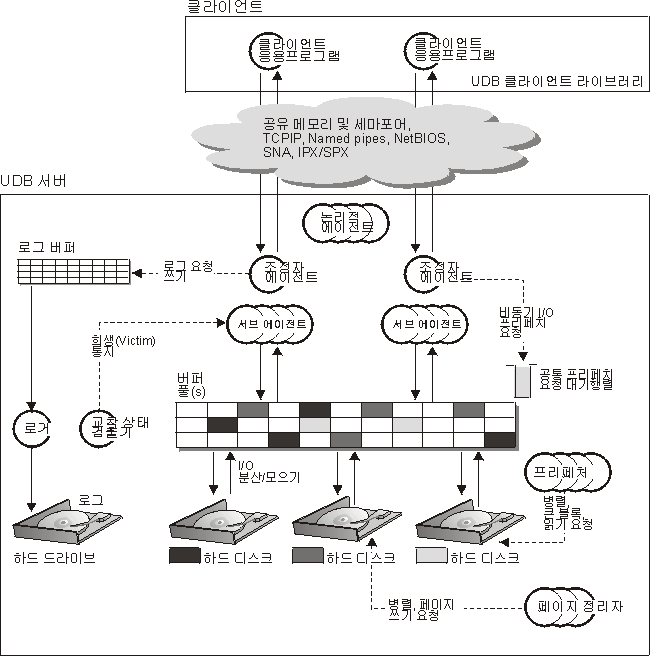 클라이언트
클라이언트
응용프로그램
클라이언트
응용프로그램
UDB 클라이언트 라이브러리
공유 메모리 및 세마포어,
TCPIP, Named pipes, NetBIOS,
SNA, IPX/SPX
UDB 서버
논리적
에이전트
로그 버퍼
로그 요청
쓰기
조정자
에이전트
조정자
에이전트
비동기 I/O
프리페치
요청
서브 에이전트
서브 에이전트
희생(Victim)
통지
공통 프리페치
요청 대기행렬
버퍼
풀(s)
로거
교착 상태
검출기
I/O
분산/모으기
프리페처
병렬,
큰 블록
읽기 요청
로그
하드 드라이브
하드 디스크
하드 디스크
하드 디스크
병렬, 페이지
쓰기 요청
페이지 정리자